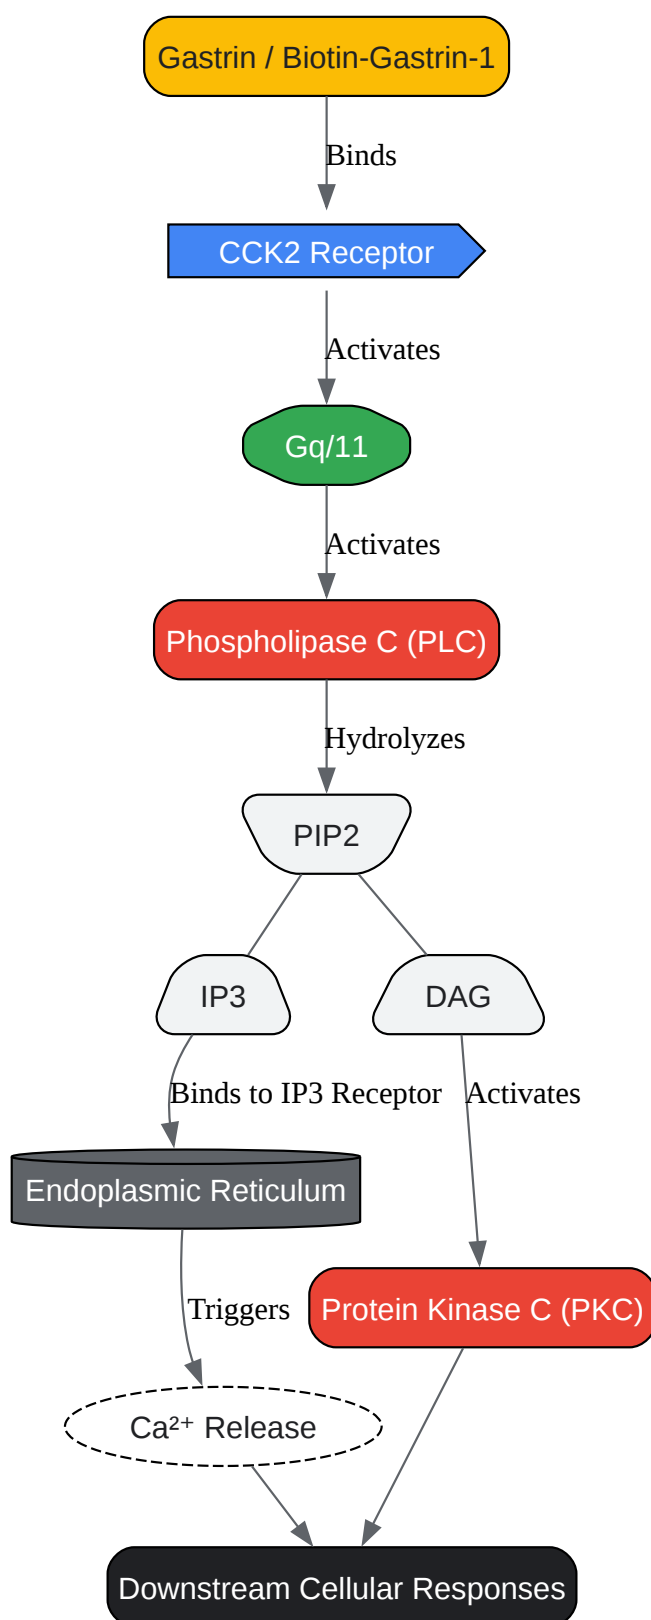 Gastrin / Biotin-Gastrin-1
Binds
CCK2 Receptor
Activates
Gq/11
Activates
Phospholipase C (PLC)
Hydrolyzes
PIP2
IP3
DAG
Binds to IP3 Receptor
Activates
Endoplasmic Reticulum
Triggers
Protein Kinase C (PKC)
Ca²⁺ Release
Downstream Cellular Responses